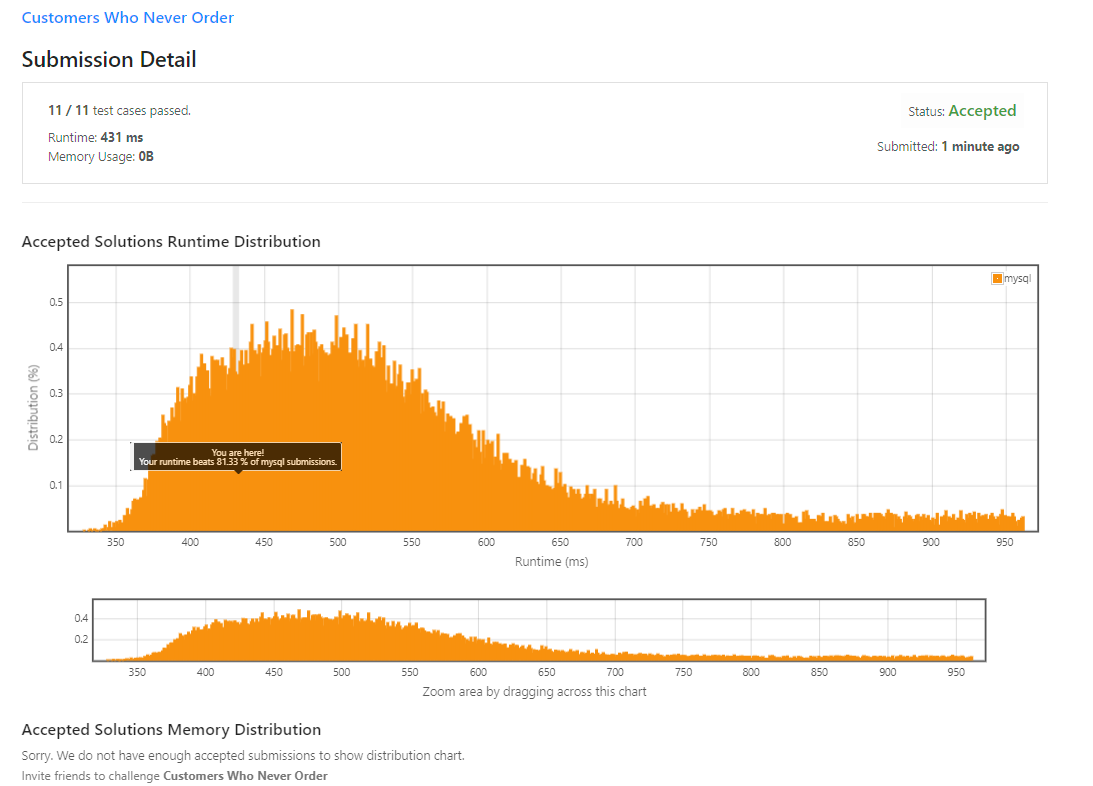 Customers Who Never Order
Submission Detail
11 / 11 test cases passed.
Status: Accepted
Runtime: 431 ms
Submitted: 1 minute ago
Memory Usage: 0B
Accepted Solutions Runtime Distribution
mysql
0.5
0.4
0.3
0.2
0.1
Distribution (%)
You are here!
Your runtime beats 81.33 % of mysql submissions.
350 400 450 500 550 600 650 700 750 800 850 900 950
Runtime (ms)
0.4
0.2
350 400 450 500 550 600 650 700 750 800 850 900 950
Zoom area by dragging across this chart
Accepted Solutions Memory Distribution
Sorry. We do not have enough accepted submissions to show distribution chart.
Invite friends to challenge Customers Who Never Order